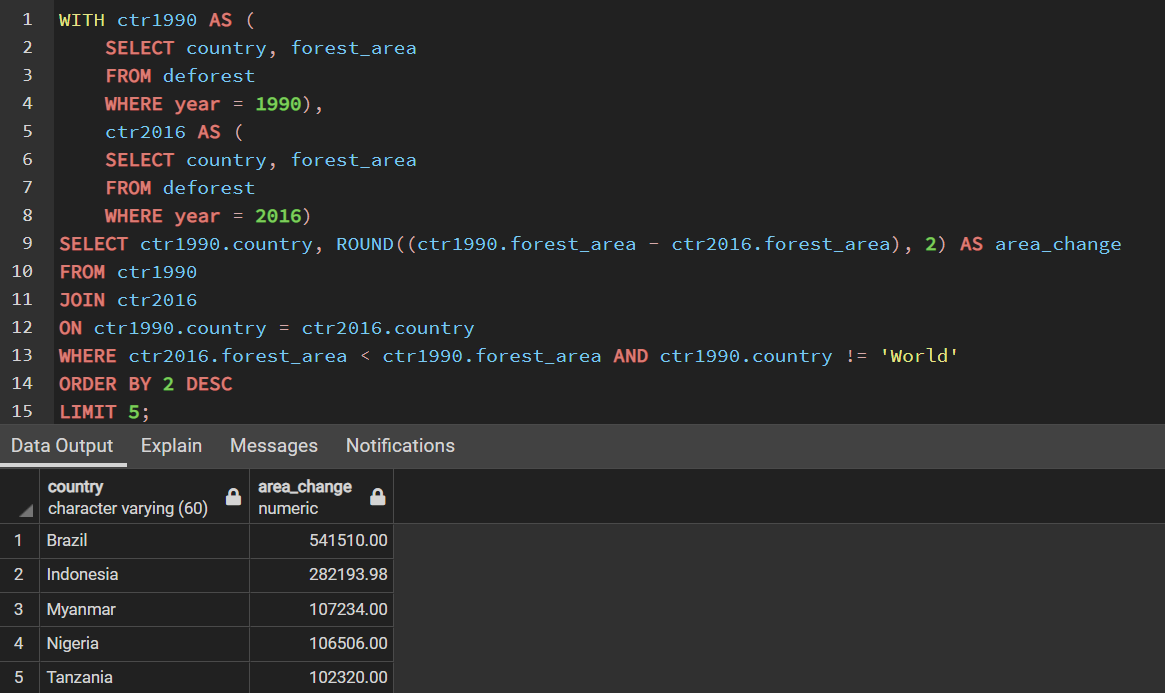 1 WITH ctr1990 AS (
2 SELECT country, forest_area
3 FROM deforest
4 WHERE year = 1990),
5 ctr2016 AS (
6 SELECT country, forest_area
7 FROM deforest
8 WHERE year = 2016)
9 SELECT ctr1990.country, ROUND((ctr1990.forest_area - ctr2016.forest_area), 2) AS area_change
10 FROM ctr1990
11 JOIN ctr2016
12 ON ctr1990.country = ctr2016.country
13 WHERE ctr2016.forest_area < ctr1990.forest_area AND ctr1990.country != 'World'
14 ORDER BY 2 DESC
15 LIMIT 5;
Data Output Explain Messages Notifications
country area_change
character varying (60) numeric
1 Brazil 541510.00
2 Indonesia 282193.98
3 Myanmar 107234.00
4 Nigeria 106506.00
5 Tanzania 102320.00